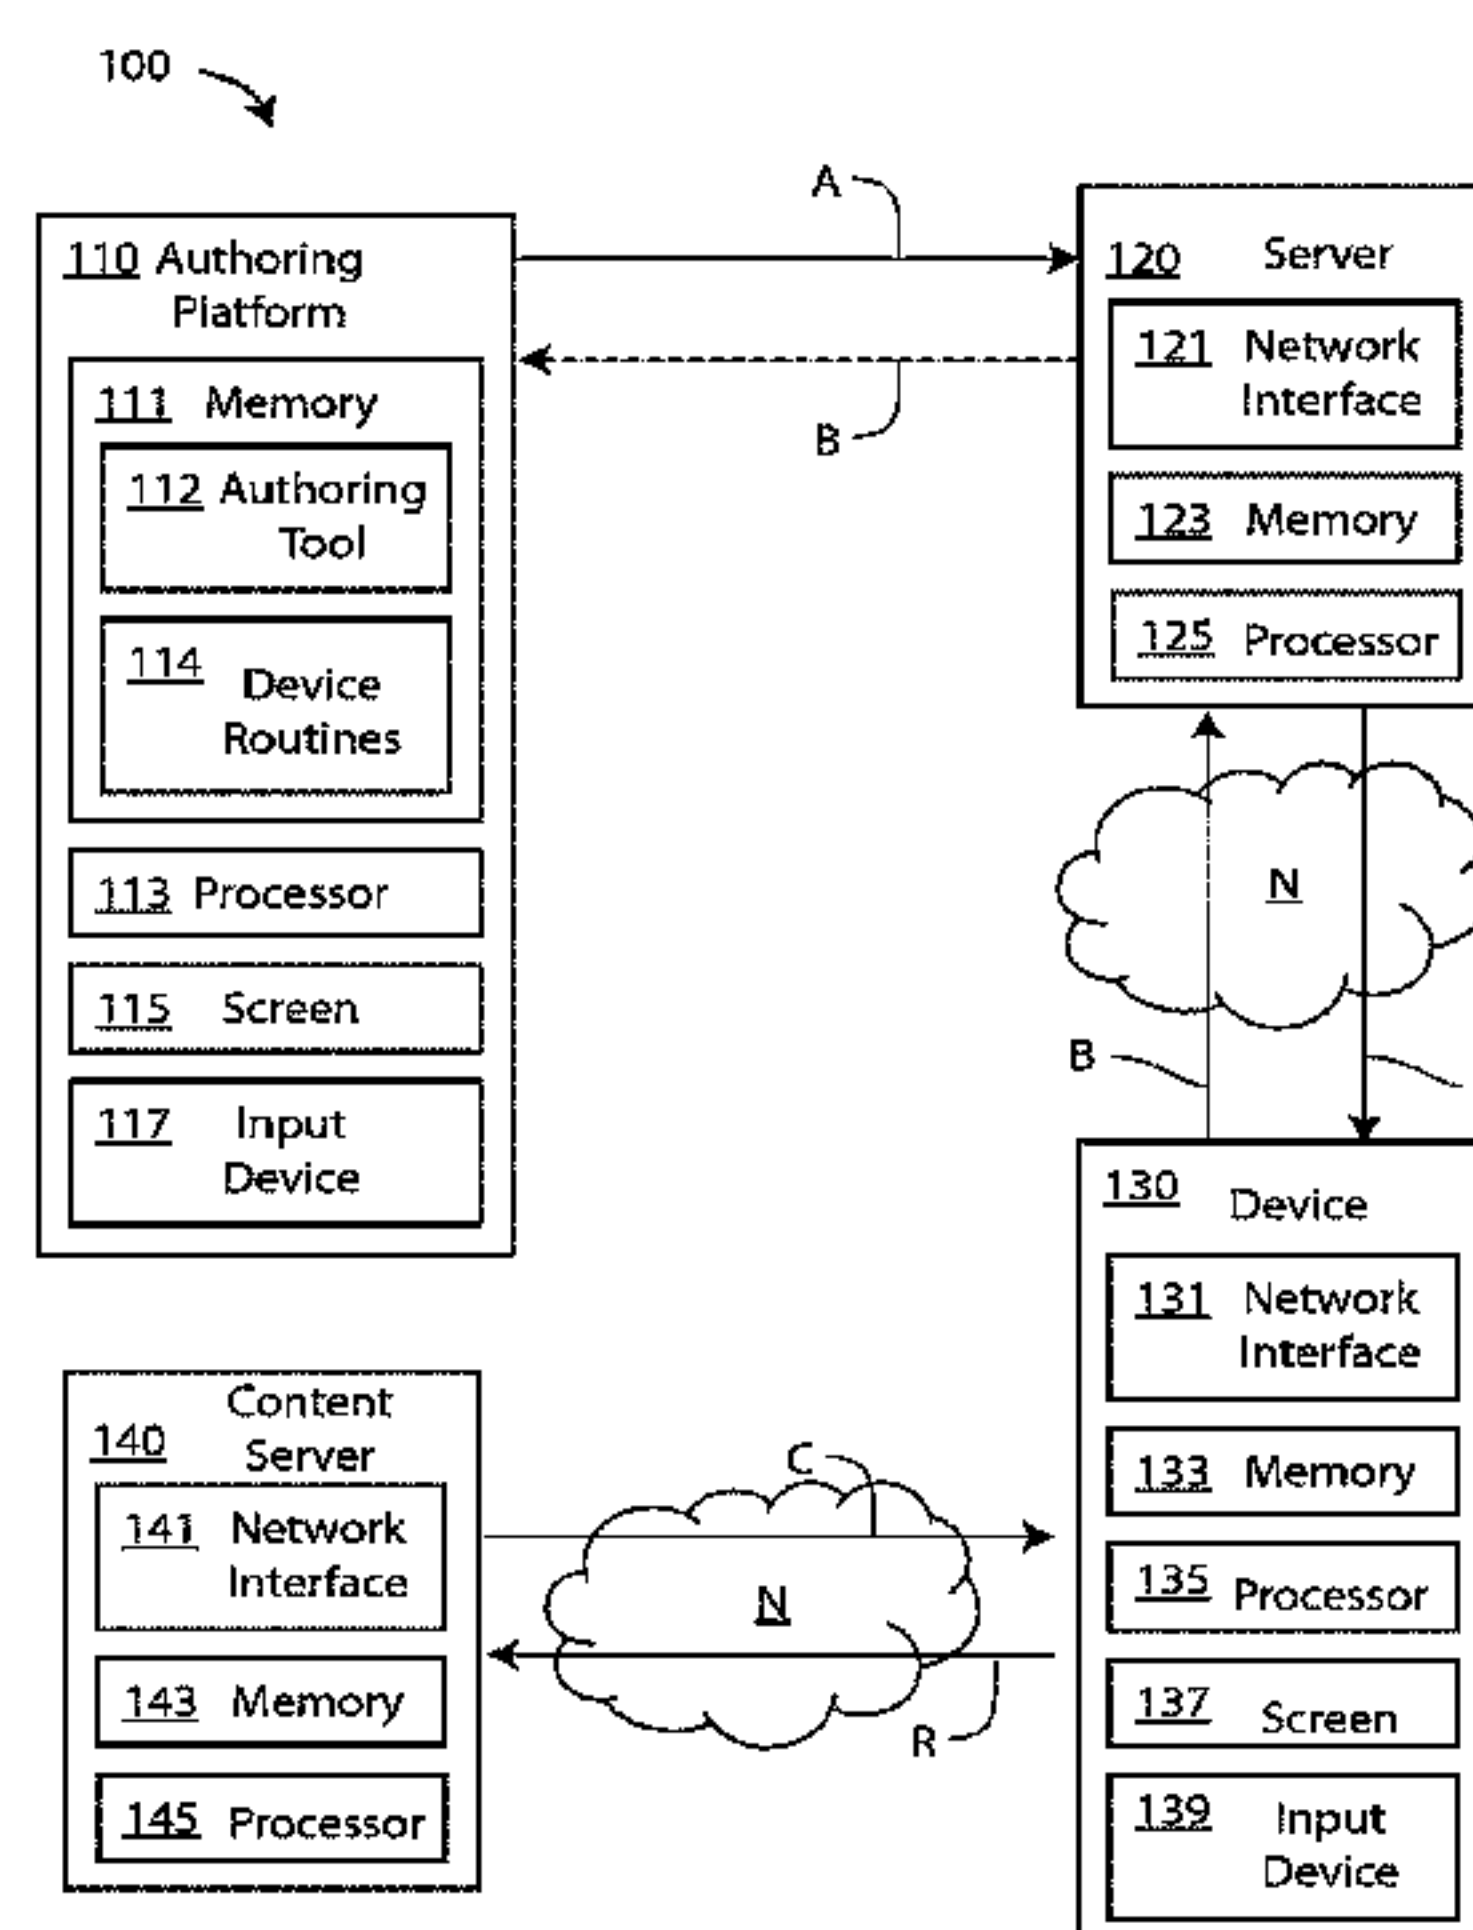 100
A
110 Authoring
Platform
111 Memory
112 Authoring
Tool
114 Device
Routines
113 Processor
115 Screen
117 Input
Device
B
120 Server
121 Network
Interface
123 Memory
125 Processor
N
B
130 Device
131 Network
Interface
133 Memory
135 Processor
137 Screen
139 Input
Device
140 Content
Server
141 Network
Interface
143 Memory
145 Processor
C
N
R